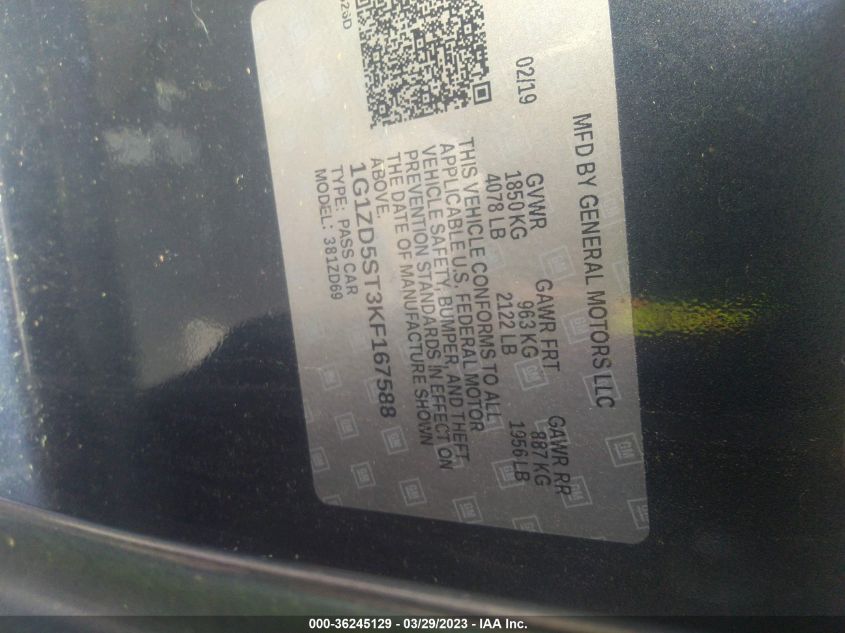 MFD BY GENERAL MOTORS LLC
02/19
GVWR GAWR FRT GAWR RR
1850 KG 963 KG 887 KG
4078 LB 2122 LB 1956 LB
THIS VEHICLE CONFORMS TO ALL
APPLICABLE U.S. FEDERAL MOTOR
VEHICLE SAFETY, BUMPER, AND THEFT
PREVENTION STANDARDS IN EFFECT ON
THE DATE OF MANUFACTURE SHOWN
ABOVE.
1G1ZD5ST3KF167588
TYPE: PASS CAR
MODEL: 381ZD69
GM
000-36245129 - 03/29/2023 - IAA Inc.